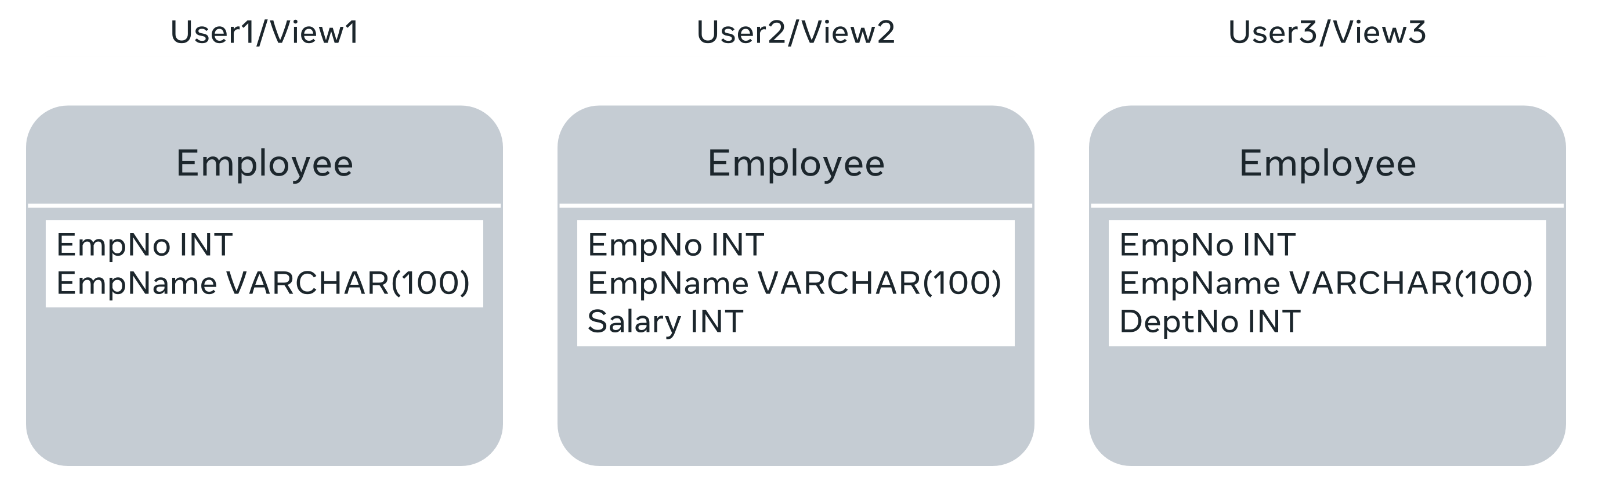 User1/View1
User2/View2
User3/View3
Employee
EmpNo INT
EmpName VARCHAR(100)
Employee
EmpNo INT
EmpName VARCHAR(100)
Salary INT
Employee
EmpNo INT
EmpName VARCHAR(100)
DeptNo INT